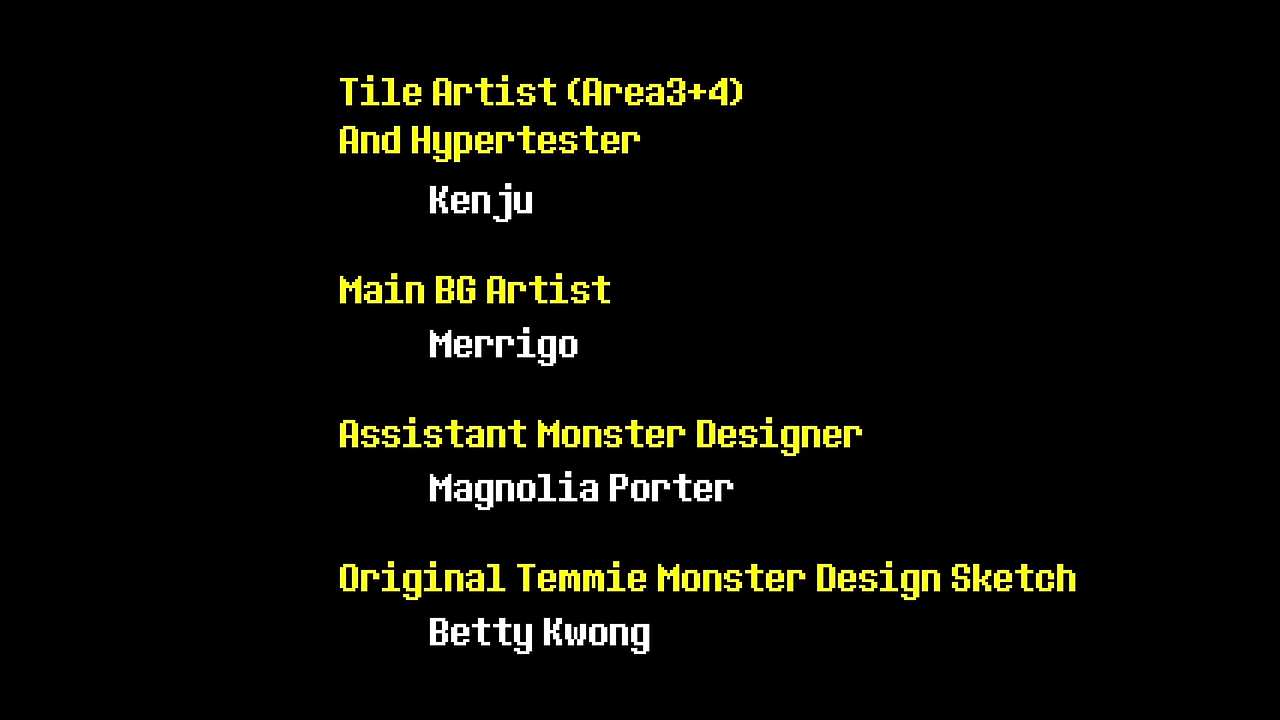 Tile Artist (Area3+4)
And Hypertester
Kenju
Main BG Artist
Merrigo
Assistant Monster Designer
Magnolia Porter
Original Temmie Monster Design Sketch
Betty Kwong